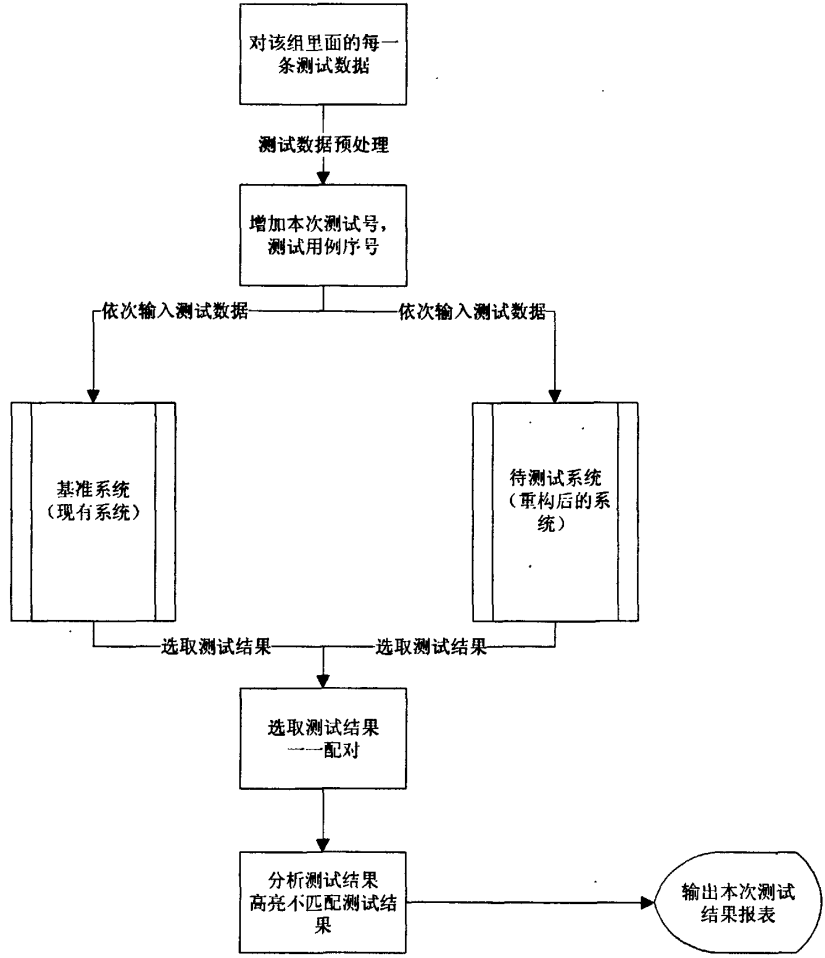 对该组里面的每一
条测试数据
测试数据预处理
增加本次测试号，
测试用例序号
依次输入测试数据
依次输入测试数据
基准系统
（现有系统）
待测试系统
（重构后的系
统）
选取测试结果
选取测试结果
选取测试结果
一一配对
分析测试结果
高亮不匹配测试结
果
输出本次测试
结果报表